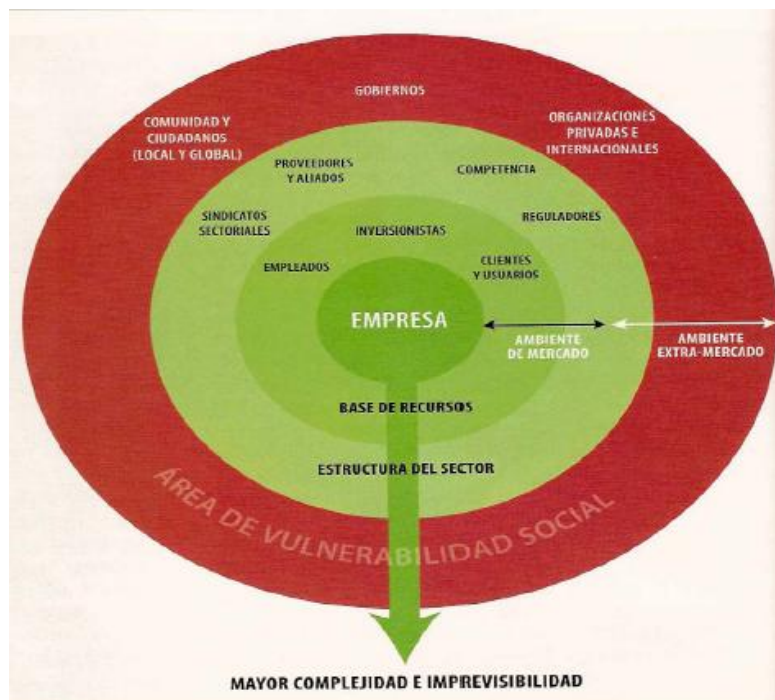 GOBIERNOS
COMUNIDAD Y
CIUDADANOS
(LOCAL Y GLOBAL)
ORGANIZACIONES
PRIVADAS E
INTERNACIONALES
PROVEEDORES
Y ALIADOS
COMPETENCIA
SINDICATOS
SECTORIALES
INVERSIONISTAS
REGULADORES
EMPLEADOS
CLIENTES
Y USUARIOS
EMPRESA
AMBIENTE
DE MERCADO
AMBIENTE
EXTRA-MERCADO
BASE DE RECURSOS
ESTRUCTURA DEL SECTOR
ÁREA DE VULNERABILIDAD SOCIAL
MAYOR COMPLEJIDAD E IMPREVISIBILIDAD